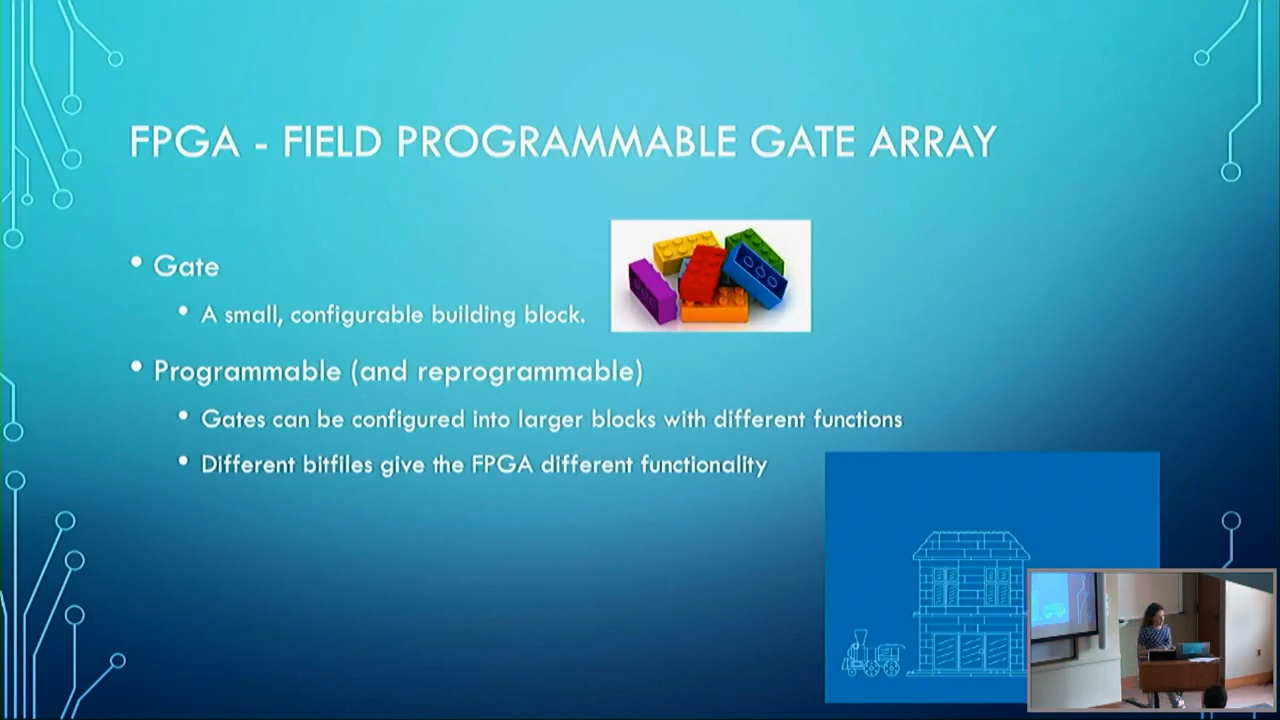 FPGA - FIELD PROGRAMMABLE GATE ARRAY
• Gate
• A small, configurable building block.
• Programmable (and reprogrammable)
• Gates can be configured into larger blocks with different functions
• Different bitfiles give the FPGA different functionality